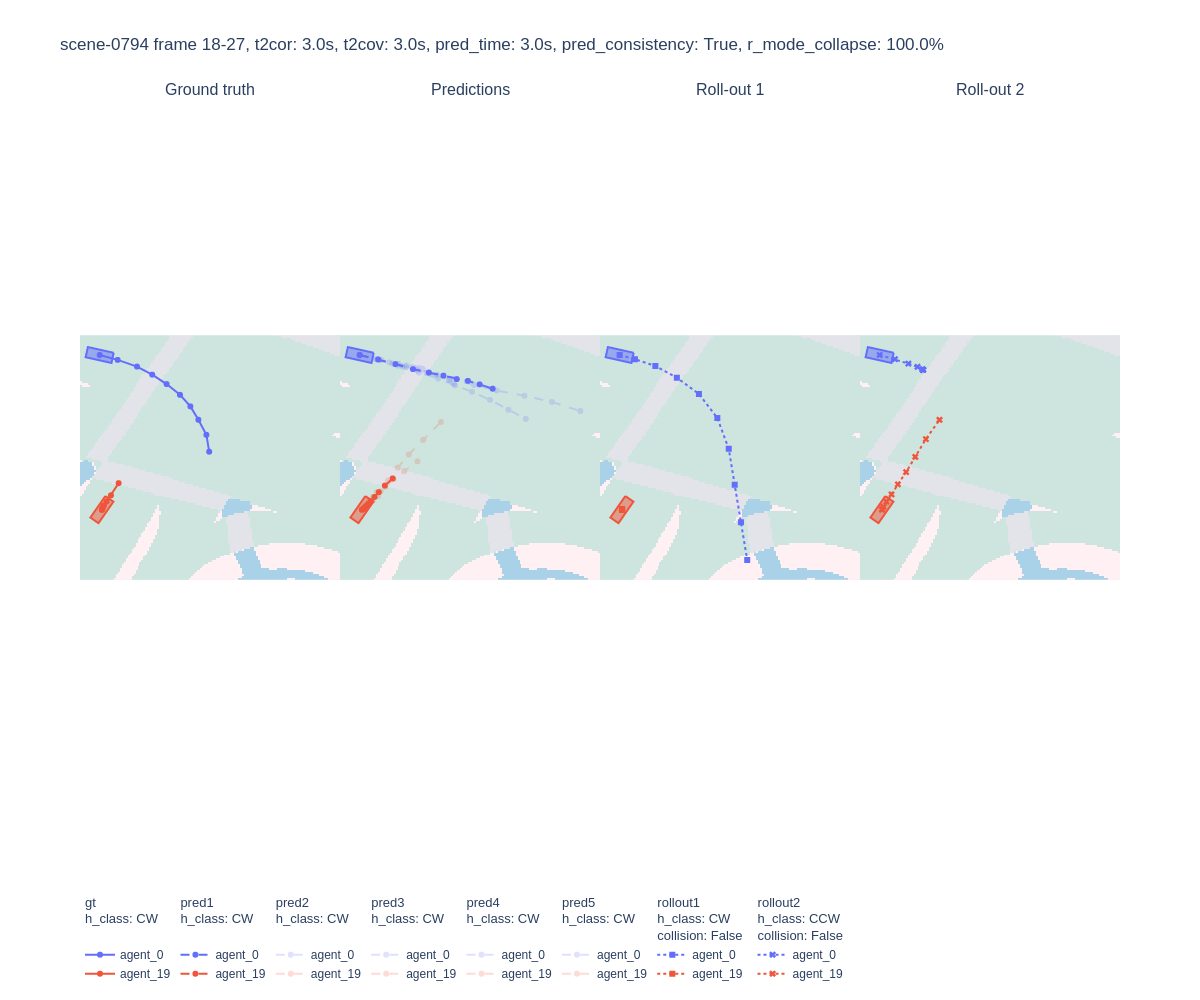 scene-0794 frame 18-27, t2cor: 3.0s, t2cov: 3.0s, pred_time: 3.0s, pred_consistency: True, r_mode_collapse: 100.0%
Ground truth
Predictions
Roll-out 1
Roll-out 2
gt
h_class: CW
agent_0
agent_19
pred1
h_class: CW
agent_0
agent_19
pred2
h_class: CW
agent_0
agent_19
pred3
h_class: CW
agent_0
agent_19
pred4
h_class: CW
agent_0
agent_19
pred5
h_class: CW
agent_0
agent_19
rollout1
h_class: CW
collision: False
agent_0
agent_19
rollout2
h_class: CCW
collision: False
agent_0
agent_19